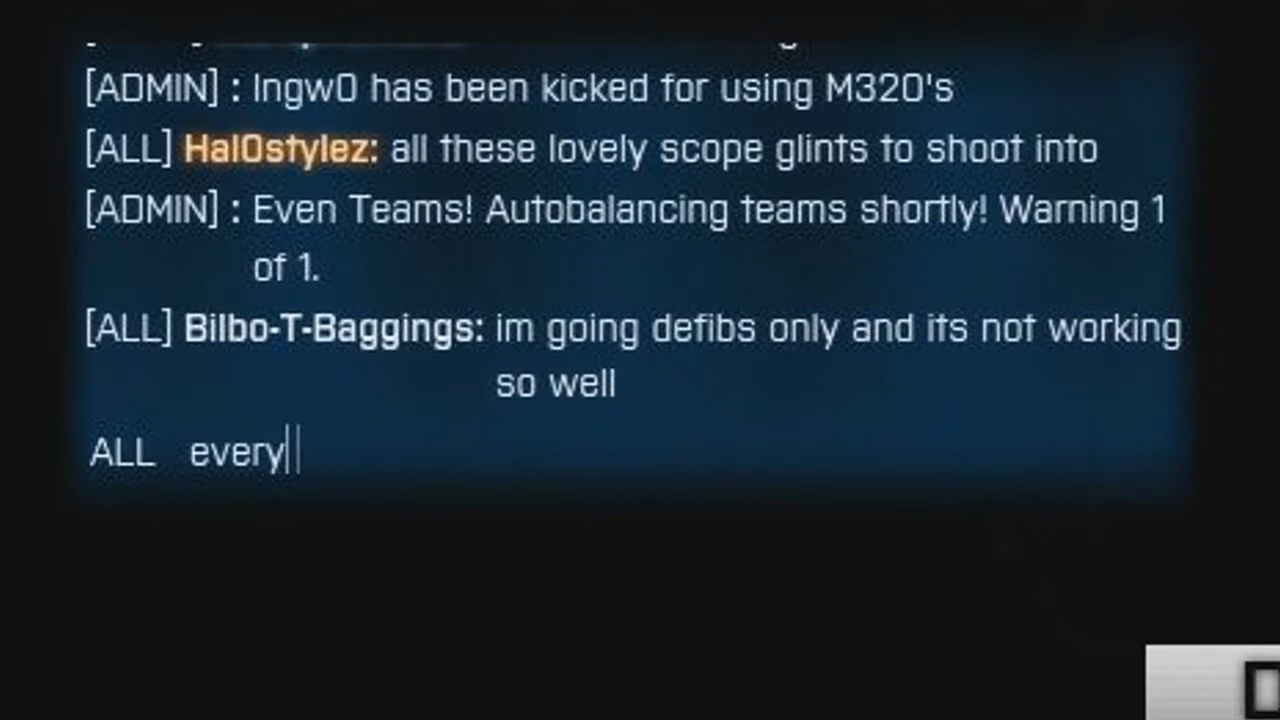 [ADMIN] : Ingw0 has been kicked for using M320's
[ALL] Hal0stylez: all these lovely scope glints to shoot into
[ADMIN] : Even Teams! Autobalancing teams shortly! Warning 1
of 1.
[ALL] Bilbo-T-Baggings: im going defibs only and its not working
so well
ALL every